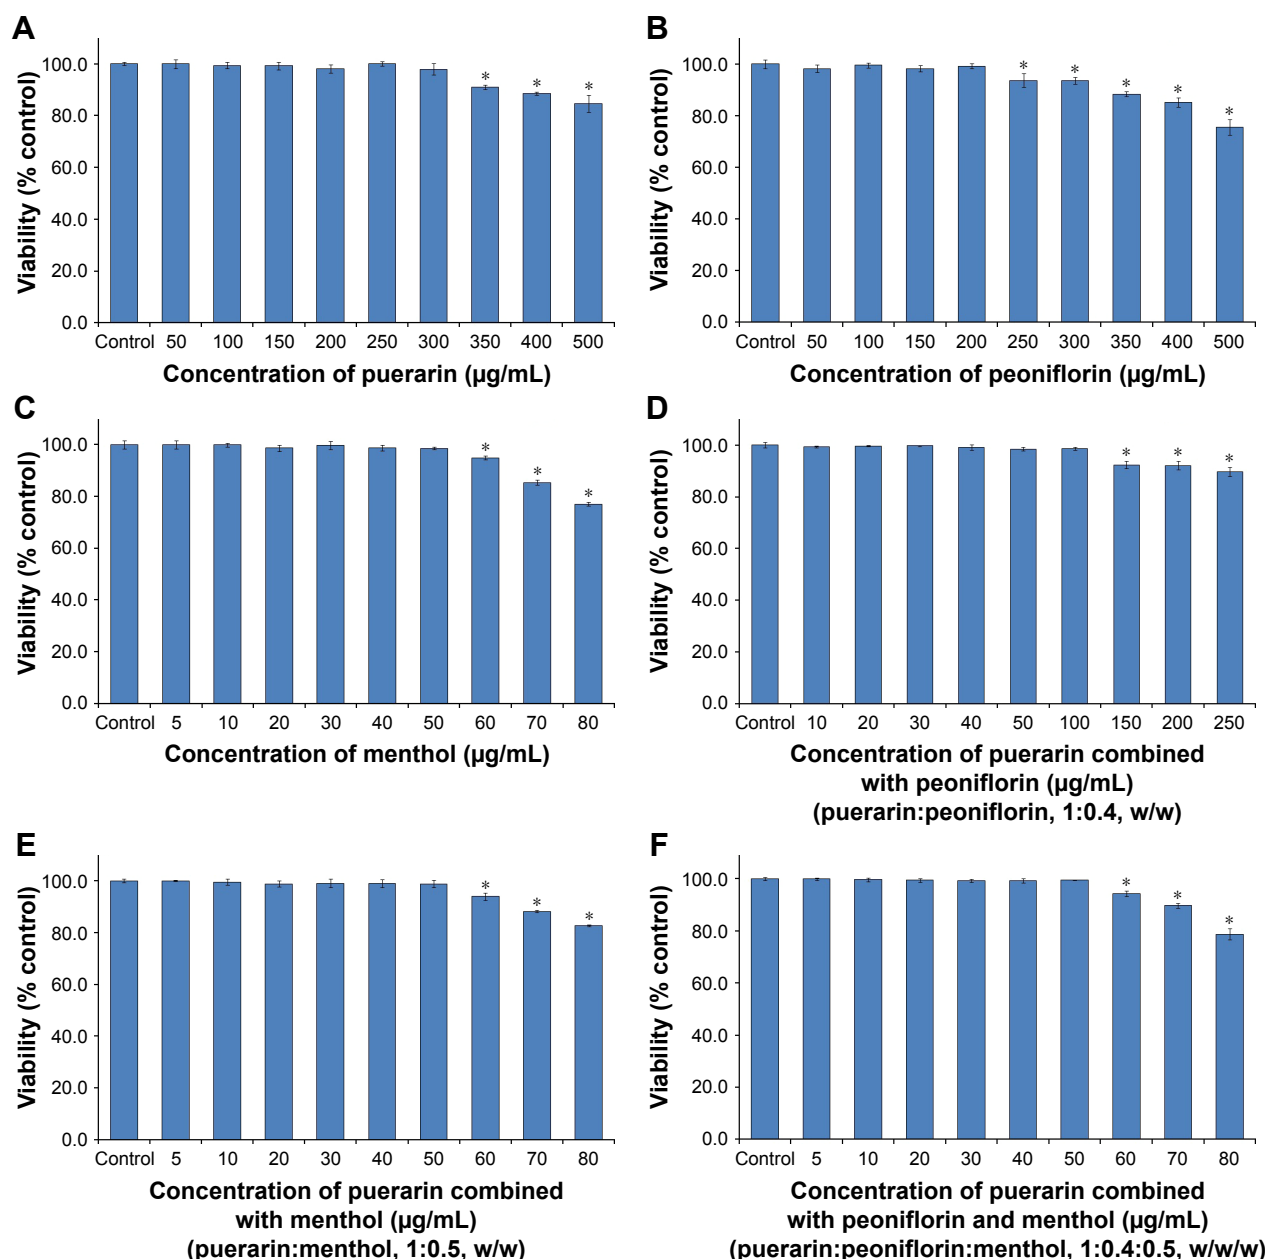 A
Viability (% control)
100.0
80.0
60.0
40.0
20.0
0.0
* * *
Control 50 100 150 200 250 300 350 400 500
Concentration of puerarin (µg/mL)
B
Viability (% control)
100.0
80.0
60.0
40.0
20.0
0.0
* * * * *
Control 50 100 150 200 250 300 350 400 500
Concentration of peoniflorin (µg/mL)
C
Viability (% control)
100.0
80.0
60.0
40.0
20.0
0.0
* * *
Control 5 10 20 30 40 50 60 70 80
Concentration of menthol (µg/mL)
D
Viability (% control)
100.0
80.0
60.0
40.0
20.0
0.0
* * *
Control 10 20 30 40 50 100 150 200 250
Concentration of puerarin combined
with peoniflorin (µg/mL)
(puerarin:peoniflorin, 1:0.4, w/w)
E
Viability (% control)
100.0
80.0
60.0
40.0
20.0
0.0
* * *
Control 5 10 20 30 40 50 60 70 80
Concentration of puerarin combined
with menthol (µg/mL)
(puerarin:menthol, 1:0.5, w/w)
F
Viability (% control)
100.0
80.0
60.0
40.0
20.0
0.0
* * *
Control 5 10 20 30 40 50 60 70 80
Concentration of puerarin combined
with peoniflorin and menthol (µg/mL)
(puerarin:peoniflorin:menthol, 1:0.4:0.5, w/w/w)